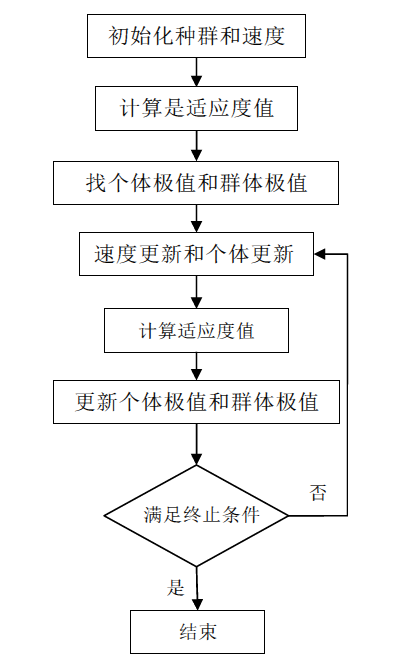 初始化种群和速度
计算是适应度值
找个体极值和群体极值
速度更新和个体更新
计算适应度值
更新个体极值和群体极值
否
满足终止条件
是
结束